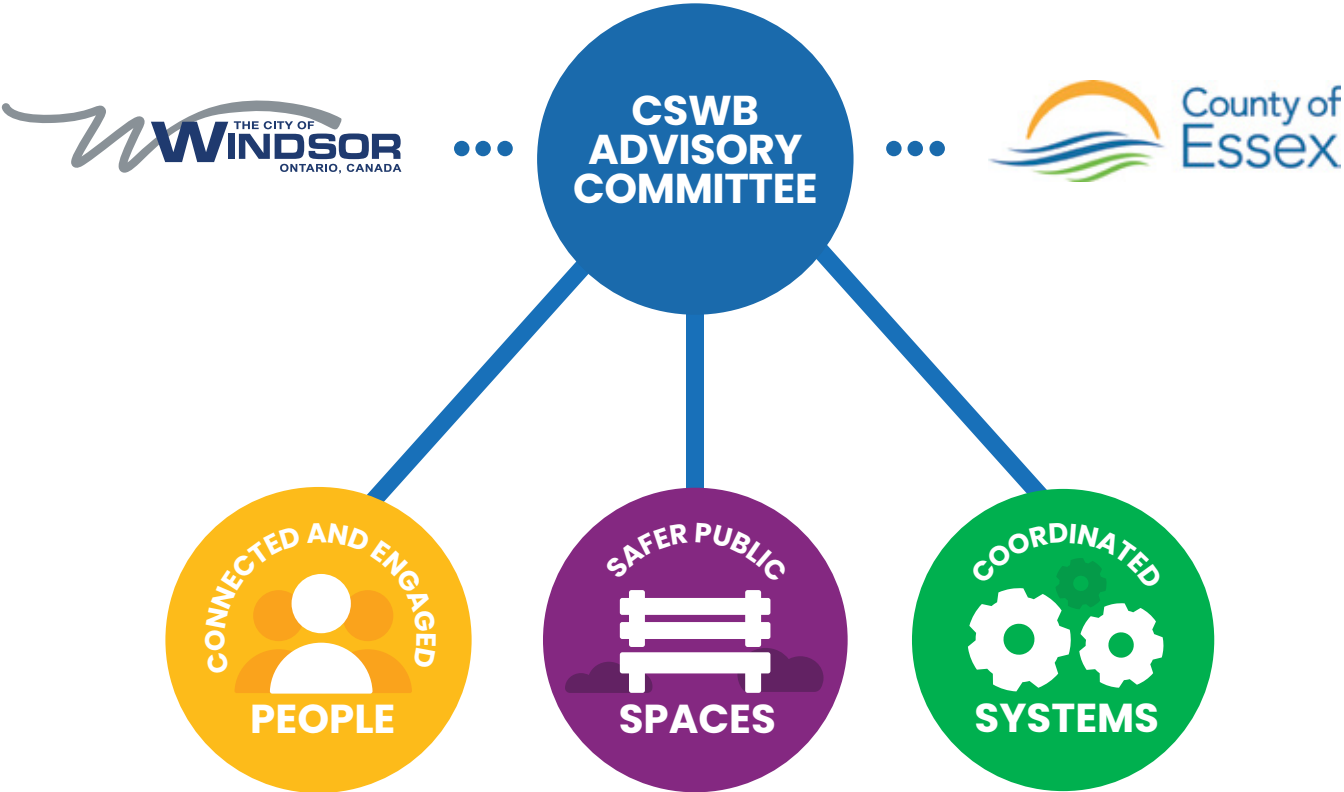 THE CITY OF
WINDSOR
ONTARIO, CANADA
CSWB
ADVISORY
COMMITTEE
County of
Essex
CONNECTED AND ENGAGED
PEOPLE
SAFER PUBLIC
SPACES
COORDINATED
SYSTEMS